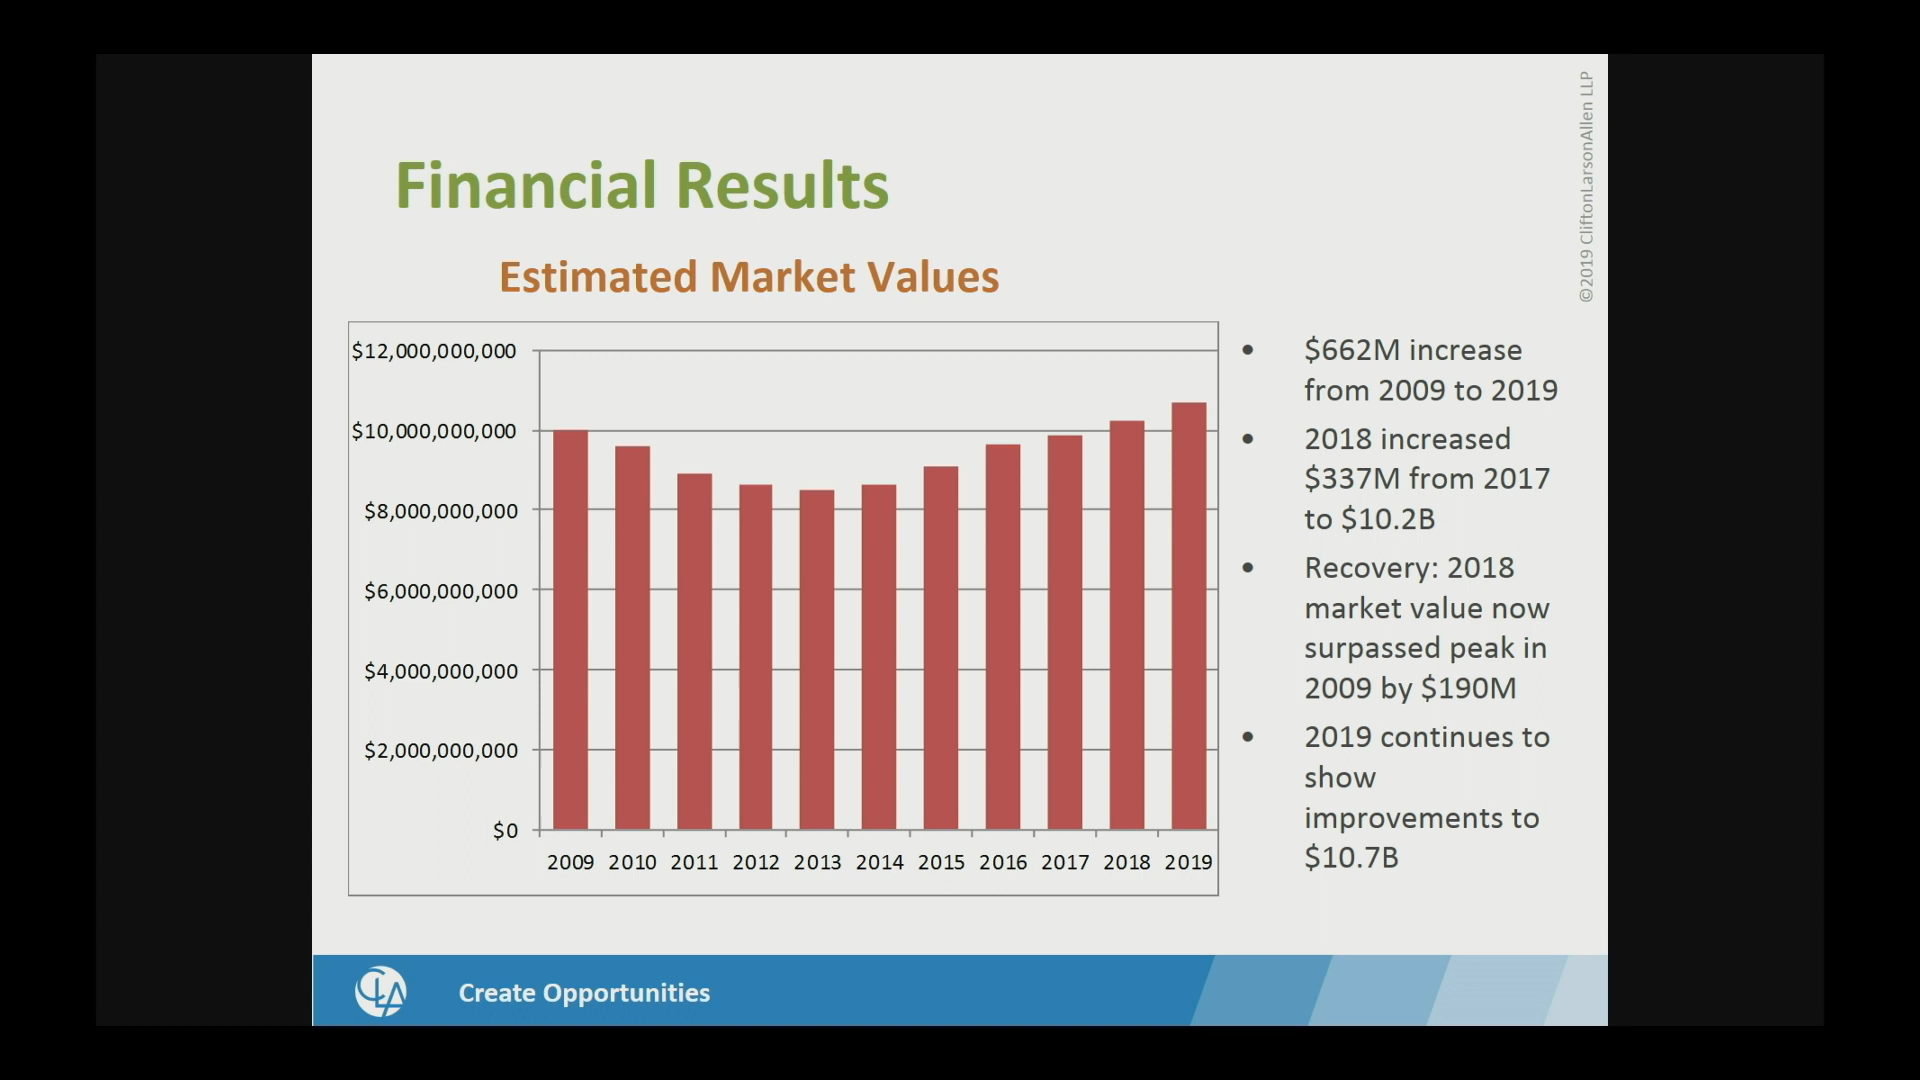 ©2019 CliftonLarsonAllen LLP
Financial Results
Estimated Market Values
$12,000,000,000
$10,000,000,000
$8,000,000,000
$6,000,000,000
$4,000,000,000
$2,000,000,000
$0
2009 2010 2011 2012 2013 2014 2015 2016 2017 2018 2019
• $662M increase
from 2009 to 2019
• 2018 increased
$337M from 2017
to $10.2B
• Recovery: 2018
market value now
surpassed peak in
2009 by $190M
• 2019 continues to
show
improvements to
$10.7B
CLA
Create Opportunities